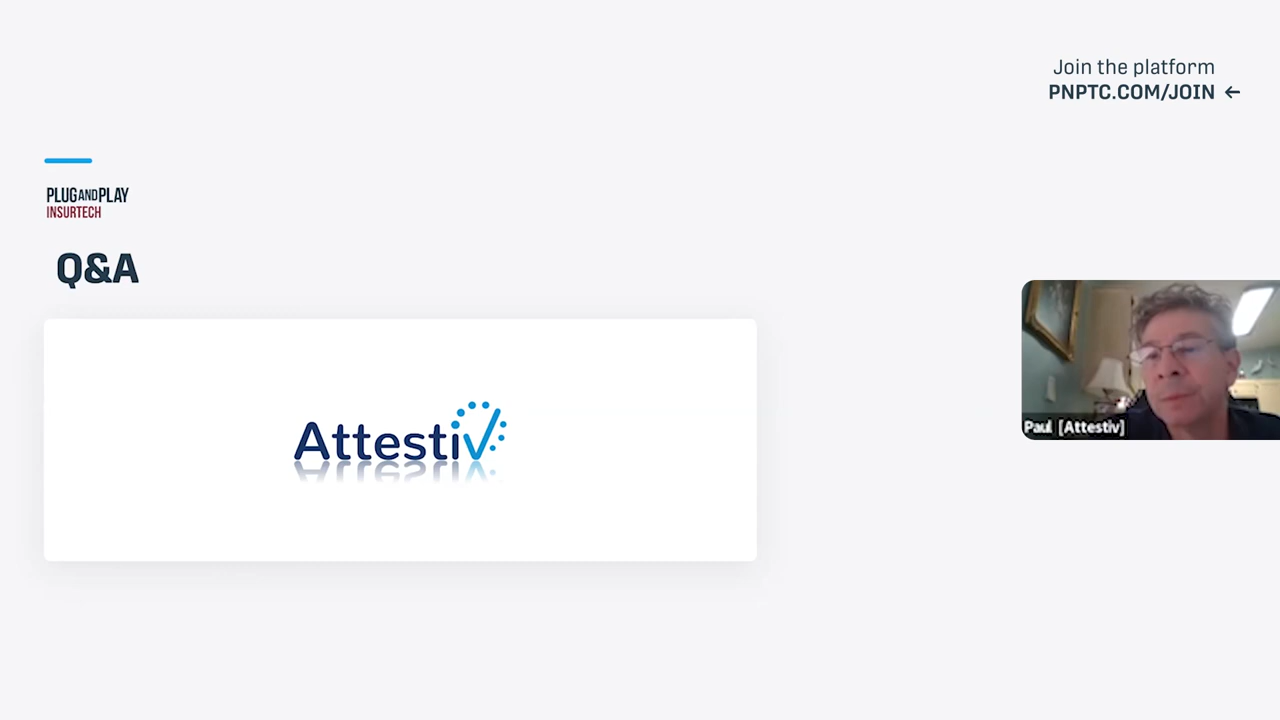 Join the platform
PNPTC.COM/JOIN ←
PLUG AND PLAY
INSURTECH
Q&A
Attestiv
Paul [Attestiv]